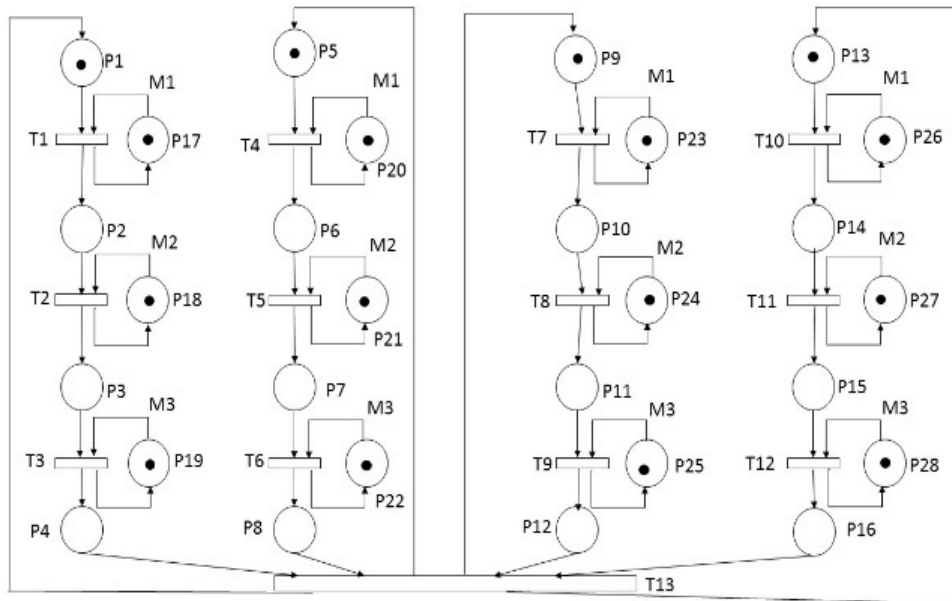 P1 P5 P9 P13
M1 M1 M1 M1
T1 P17 T4 P20 T7 P23 T10 P26
P2 P6 P10 P14
M2 M2 M2 M2
T2 P18 T5 P21 T8 P24 T11 P27
P3 P7 P11 P15
M3 M3 M3 M3
T3 P19 T6 P22 T9 P25 T12 P28
P4 P8 P12 P16
T13